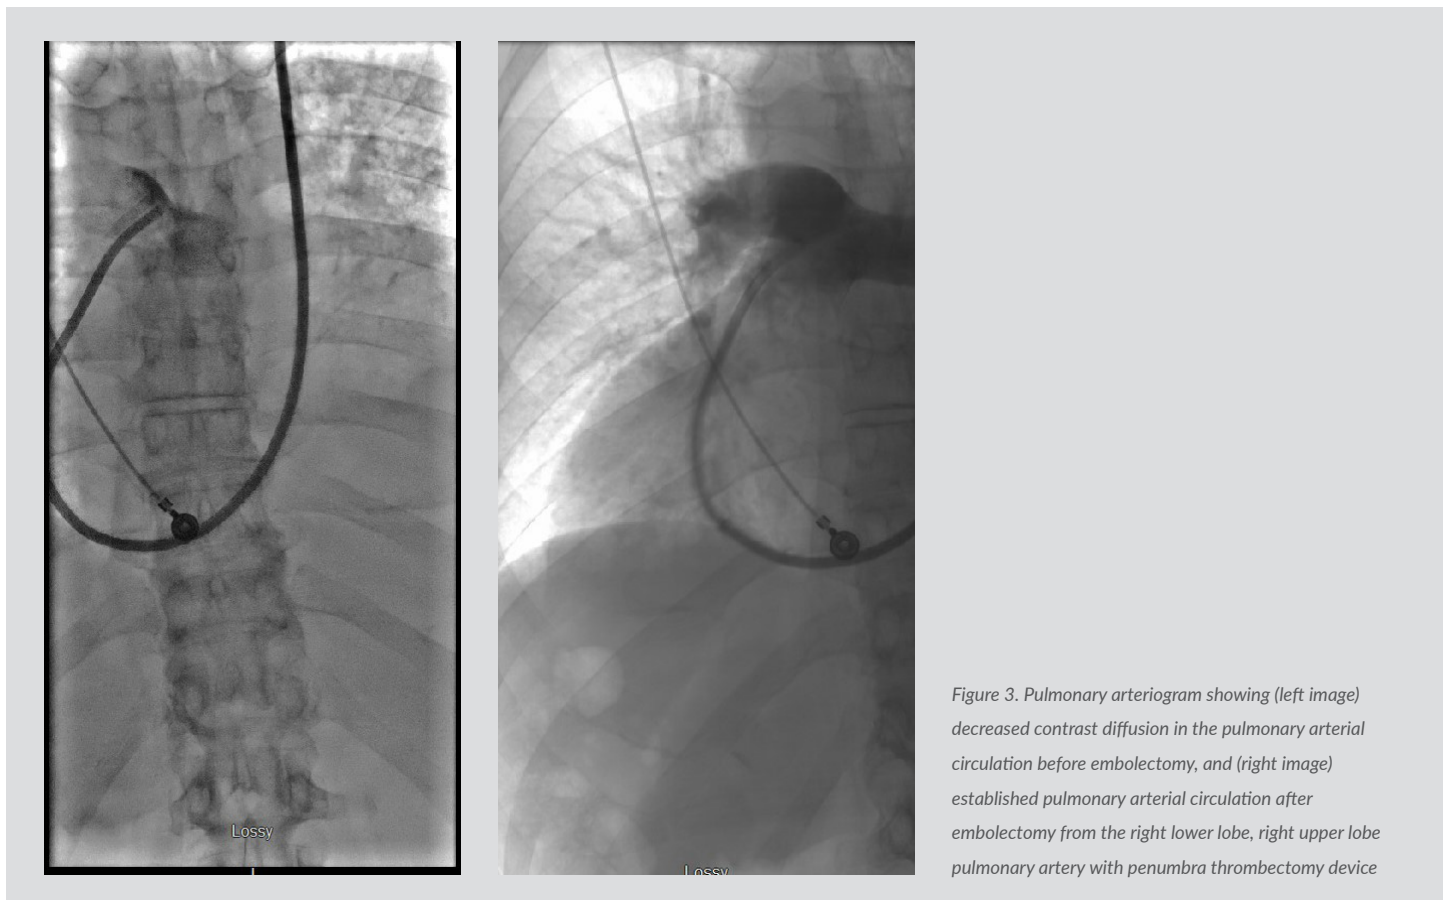 Lossy
Lossy
Figure 3. Pulmonary arteriogram showing (left image)
decreased contrast diffusion in the pulmonary arterial
circulation before embolectomy, and (right image)
established pulmonary arterial circulation after
embolectomy from the right lower lobe, right upper lobe
pulmonary artery with penumbra thrombectomy device